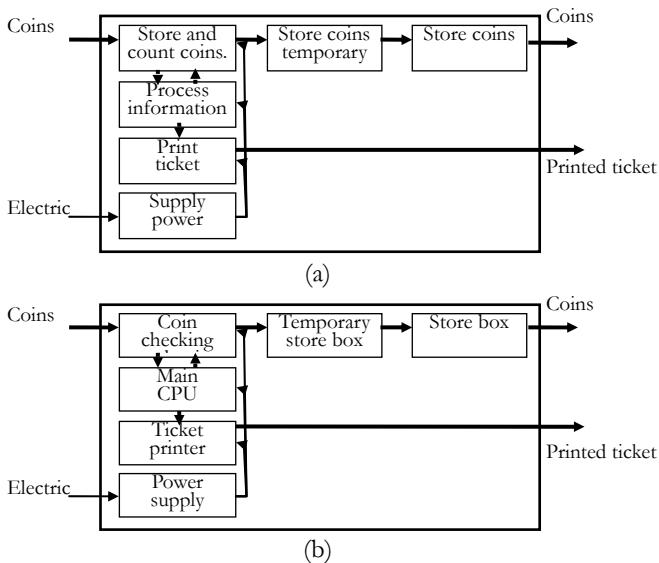 Coins
Store and
count coins.
Store coins
temporary
Store coins
Coins
Process
information
Print
ticket
Printed ticket
Electric
Supply
power
(a)
Coins
Coin
checking
Temporary
store box
Store box
Coins
Main
CPU
Ticket
printer
Printed ticket
Electric
Power
supply
(b)